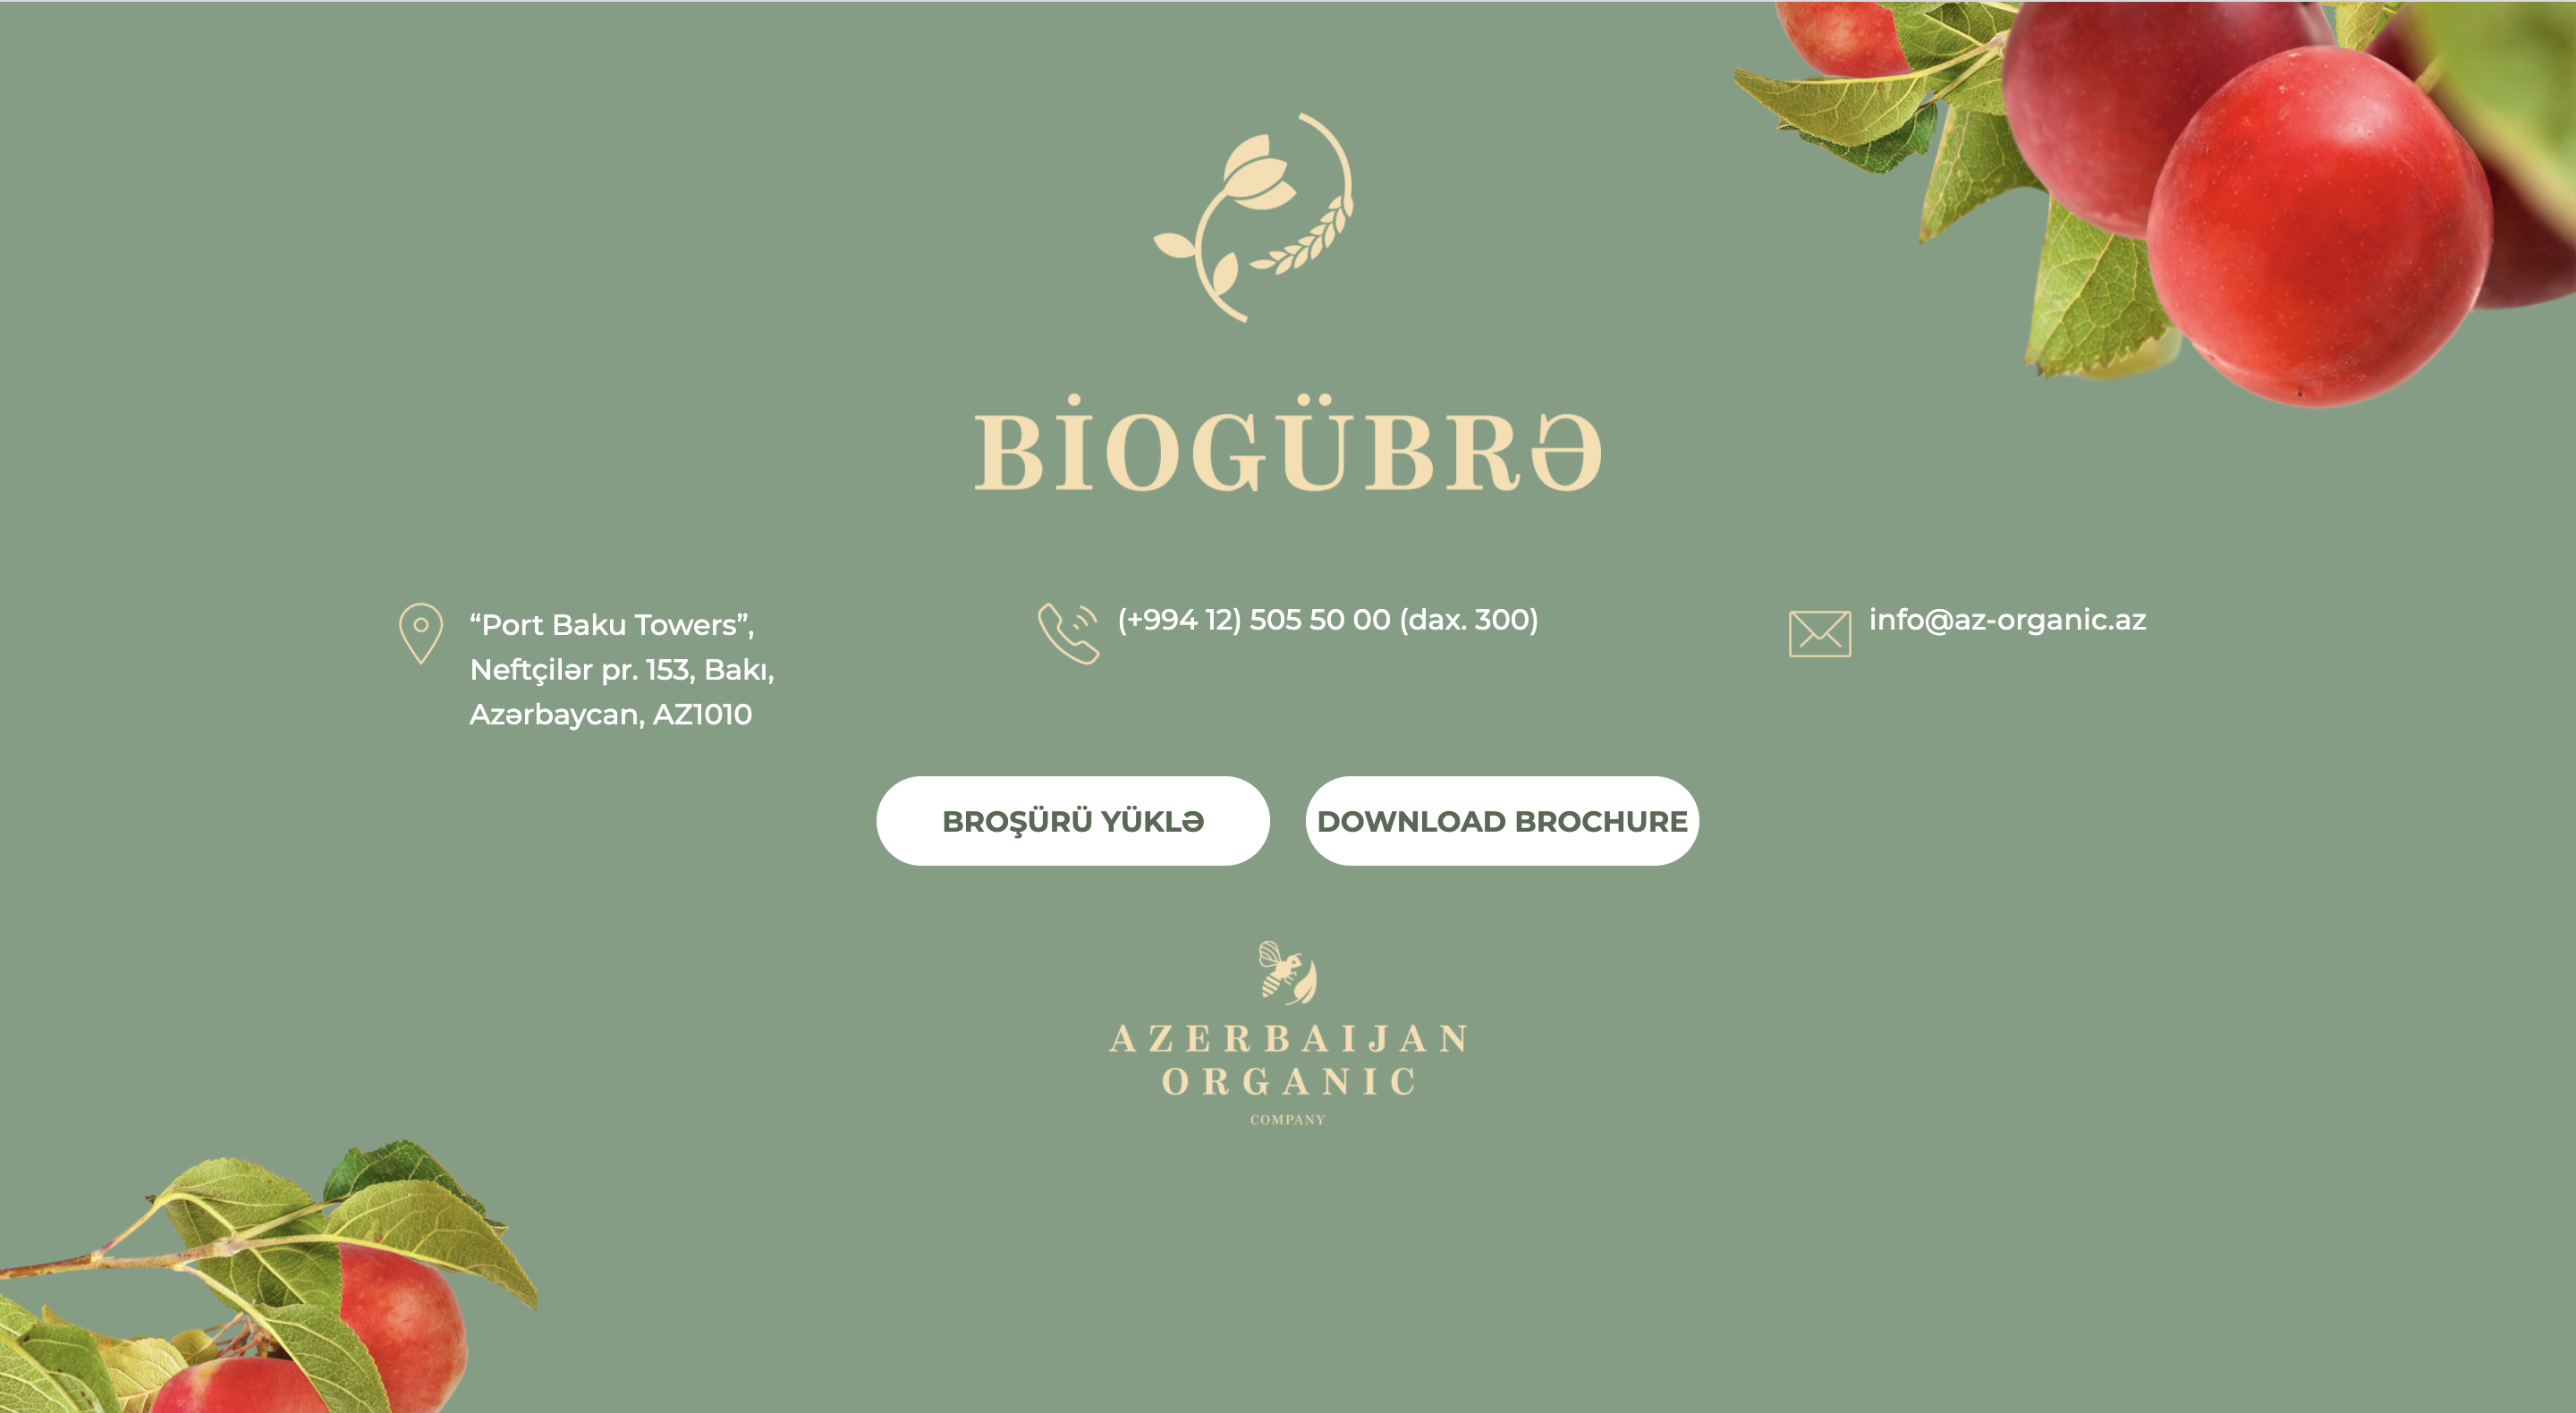 BİOGÜBRƏ
“Port Baku Towers”,
Neftçilər pr. 153, Bakı,
Azərbaycan, AZ1010
(+994 12) 505 50 00 (dax. 300)
info@az-organic.az
BROŞÜRÜ YÜKLƏ
DOWNLOAD BROCHURE
AZERBAIJAN
ORGANIC
COMPANY